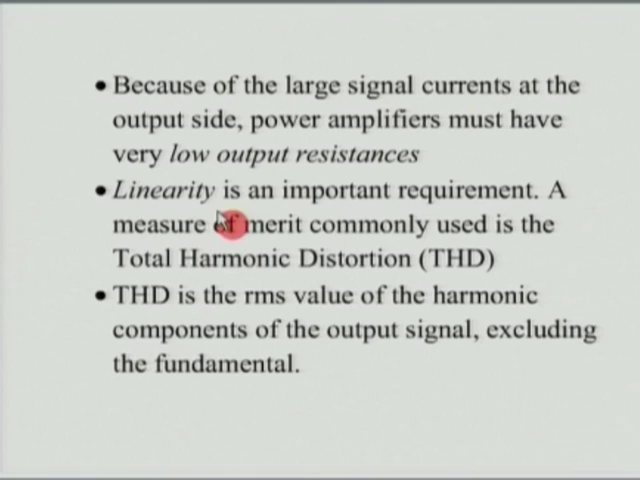 • Because of the large signal currents at the
output side, power amplifiers must have
very low output resistances
• Linearity is an important requirement. A
measure of merit commonly used is the
Total Harmonic Distortion (THD)
• THD is the rms value of the harmonic
components of the output signal, excluding
the fundamental.